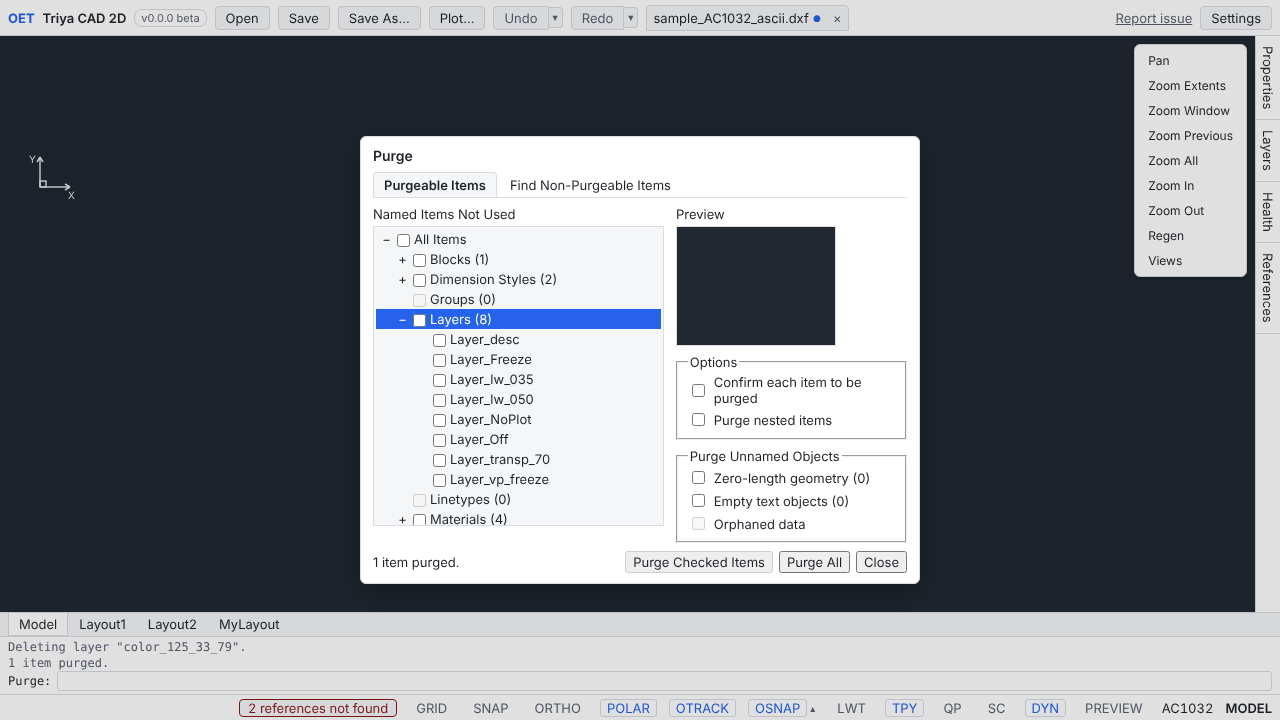 OET Triya CAD 2D v0.0.0 beta Open Save Save As... Plot... Undo ▾ Redo ▾ sample_AC1032_ascii.dxf ● × Report issue Settings
Pan
Zoom Extents
Zoom Window
Zoom Previous
Zoom All
Zoom In
Zoom Out
Regen
Views
Properties
Layers
Health
References
Y
X
Purge
Purgeable Items Find Non-Purgeable Items
Named Items Not Used
− All Items
+ Blocks (1)
+ Dimension Styles (2)
Groups (0)
− Layers (8)
Layer_desc
Layer_Freeze
Layer_lw_035
Layer_lw_050
Layer_NoPlot
Layer_Off
Layer_transp_70
Layer_vp_freeze
Linetypes (0)
+ Materials (4)
Preview
Options
Confirm each item to be
purged
Purge nested items
Purge Unnamed Objects
Zero-length geometry (0)
Empty text objects (0)
Orphaned data
1 item purged. Purge Checked Items Purge All Close
Model Layout1 Layout2 MyLayout
Deleting layer "color_125_33_79".
1 item purged.
Purge:
2 references not found GRID SNAP ORTHO POLAR OTRACK OSNAP ▴ LWT TPY QP SC DYN PREVIEW AC1032 MODEL